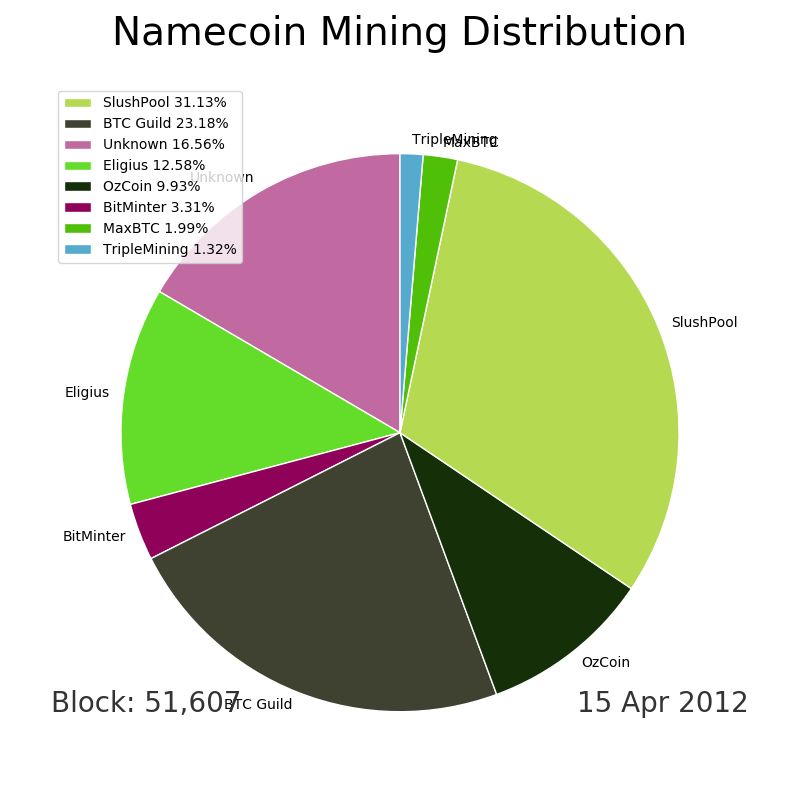 Namecoin Mining Distribution
SlushPool 31.13%
BTC Guild 23.18%
Unknown 16.56%
Eligius 12.58%
OzCoin 9.93%
BitMinter 3.31%
MaxBTC 1.99%
TripleMining 1.32%
TripleMining
MaxBTC
Unknown
SlushPool
Eligius
BitMinter
OzCoin
BTC Guild
Block: 51,607
15 Apr 2012